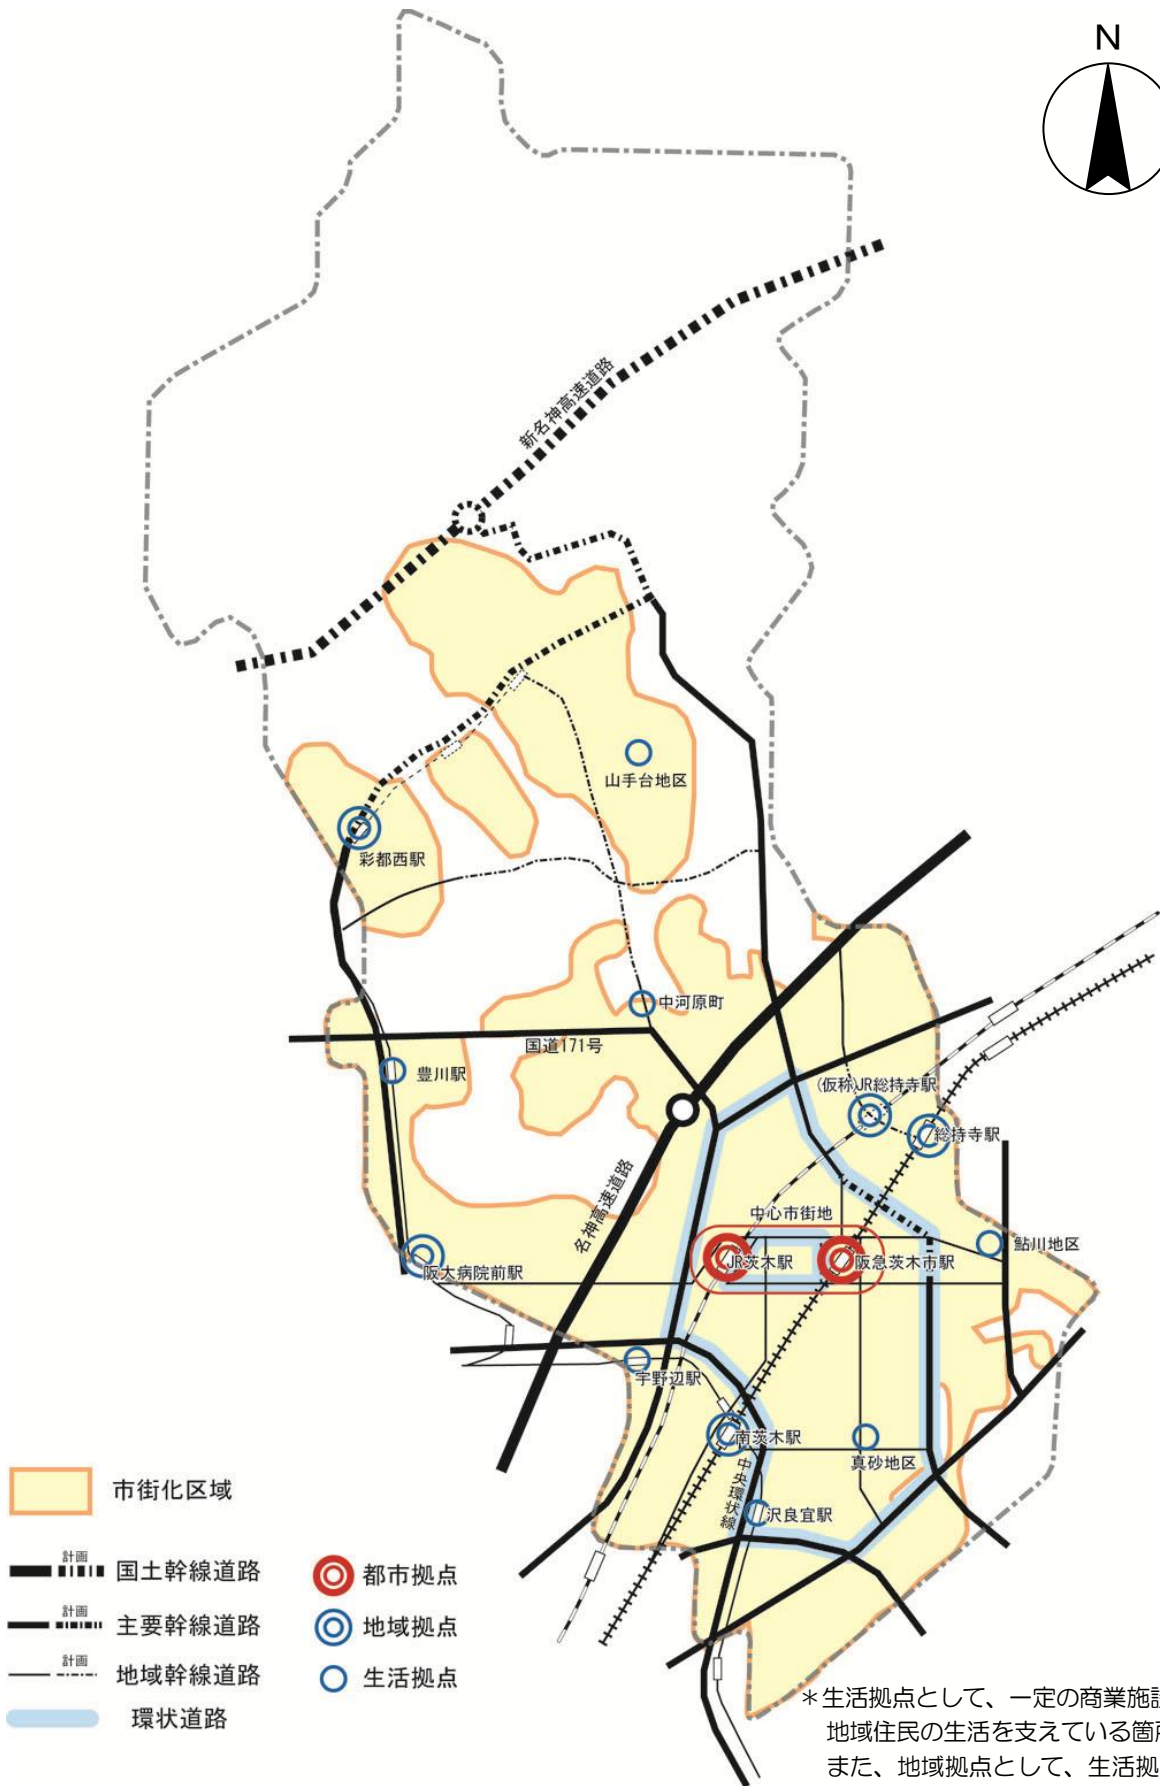 N
新名神高速道路
山手台地区
彩都西駅
中河原町
国道171号
豊川駅
(仮称)JR総持寺駅
総持寺駅
名神高速道路
中心市街地
JR茨木駅
阪急茨木市駅
鮎川地区
阪大病院前駅
宇野辺駅
南茨木駅
真砂地区
中央環状線
沢良宜駅
市街化区域
計画
国土幹線道路
計画
主要幹線道路
計画
地域幹線道路
環状道路
都市拠点
地域拠点
生活拠点
＊生活拠点として、一定の商業施設
地域住民の生活を支えている箇所
また、地域拠点として、生活拠